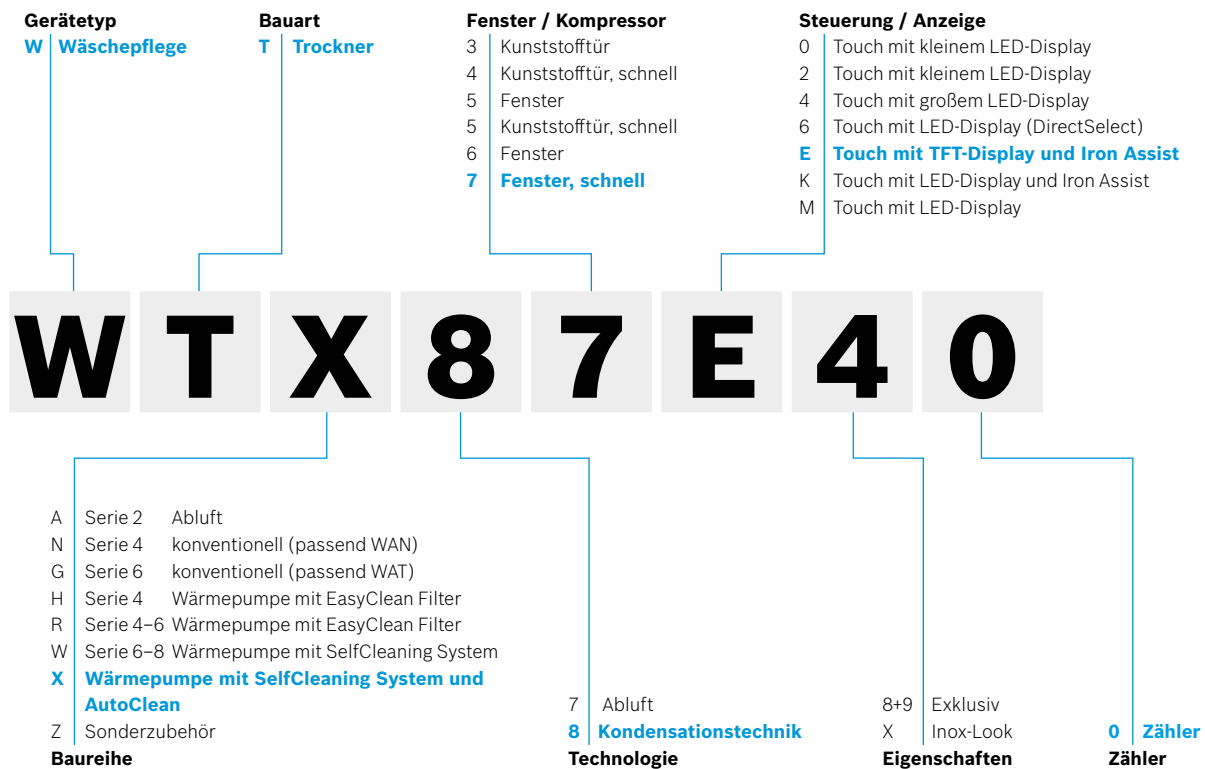 Gerätetyp
W Wäschepflege
Bauart
T Trockner
Fenster / Kompressor
3 Kunststofftür
4 Kunststofftür, schnell
5 Fenster
5 Kunststofftür, schnell
6 Fenster
7 Fenster, schnell
Steuerung / Anzeige
0 Touch mit kleinem LED-Display
2 Touch mit kleinem LED-Display
4 Touch mit großem LED-Display
6 Touch mit LED-Display (DirectSelect)
E Touch mit TFT-Display und Iron Assist
K Touch mit LED-Display und Iron Assist
M Touch mit LED-Display
W T X 8 7 E 4 0
A Serie 2 Abluft
N Serie 4 konventionell (passend WAN)
G Serie 6 konventionell (passend WAT)
H Serie 4 Wärmepumpe mit EasyClean Filter
R Serie 4–6 Wärmepumpe mit EasyClean Filter
W Serie 6–8 Wärmepumpe mit SelfCleaning System
X Wärmepumpe mit SelfCleaning System und
AutoClean
Z Sonderzubehör
Baureihe
7 Abluft
8 Kondensationstechnik
Technologie
8+9 Exklusiv
X Inox-Look
Eigenschaften
0 Zähler
Zähler